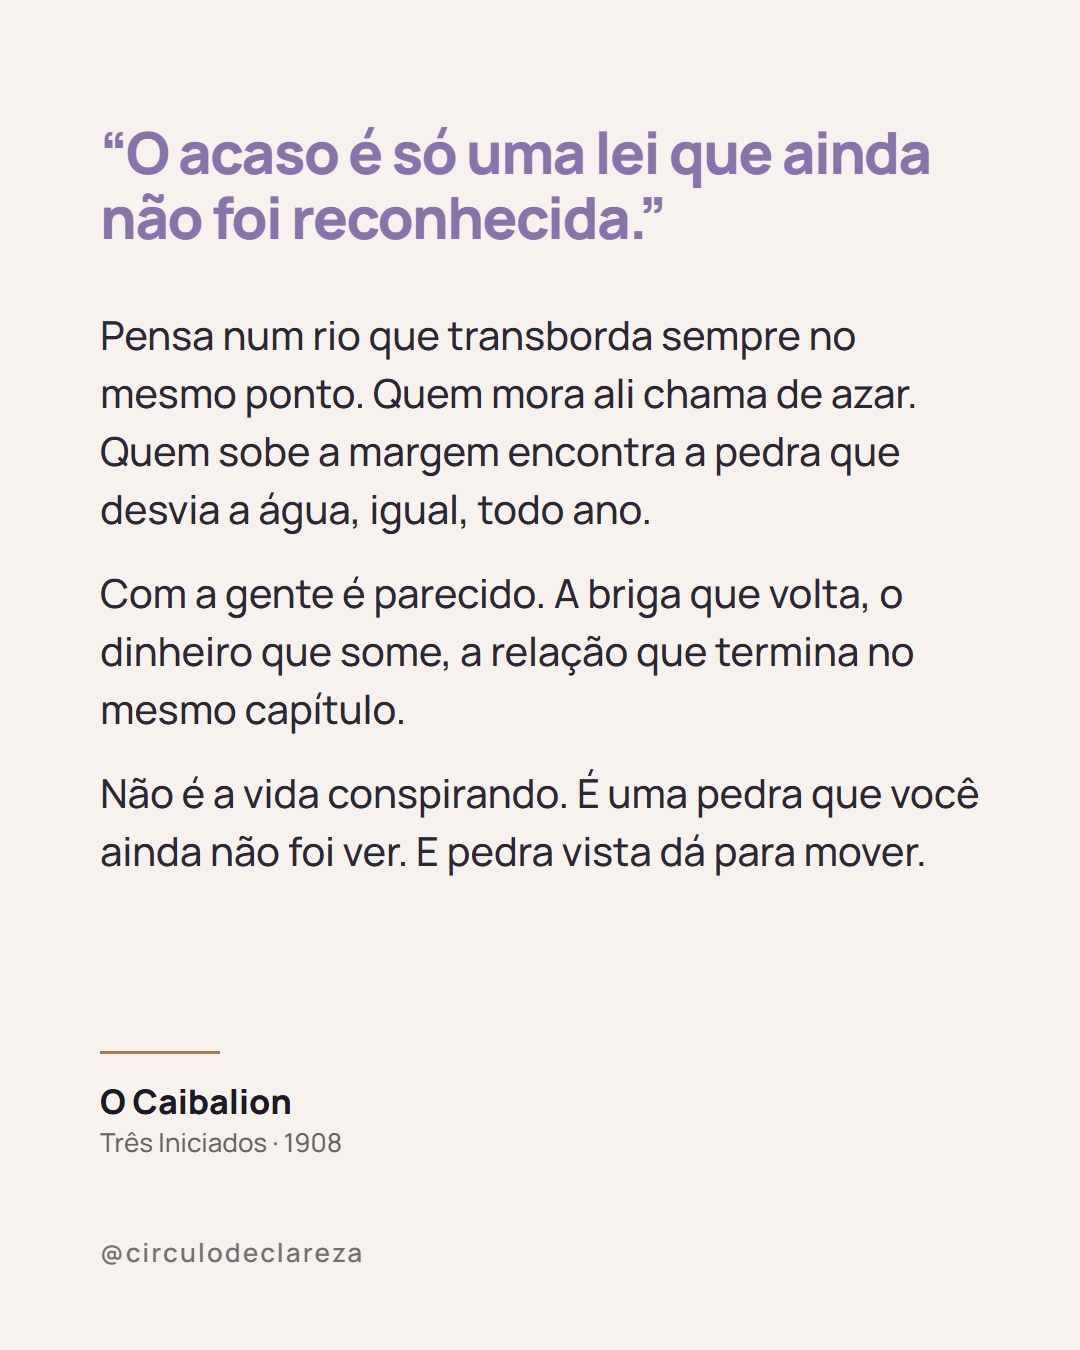 “O acaso é só uma lei que ainda
não foi reconhecida.”
Pensa num rio que transborda sempre no
mesmo ponto. Quem mora ali chama de azar.
Quem sobe a margem encontra a pedra que
desvia a água, igual, todo ano.
Com a gente é parecido. A briga que volta, o
dinheiro que some, a relação que termina no
mesmo capítulo.
Não é a vida conspirando. É uma pedra que você
ainda não foi ver. E pedra vista dá para mover.
O Caibalion
Três Iniciados · 1908
@circulodeclareza